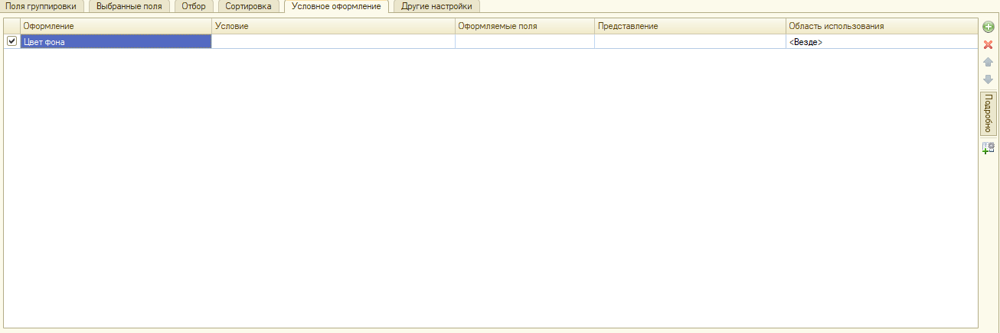 Поля группировки Выбранные поля Отбор Сортировка Условное оформление Другие настройки
Оформление Условие Оформляемые поля Представление Область использования
Цвет фона <Везде>
Подробно